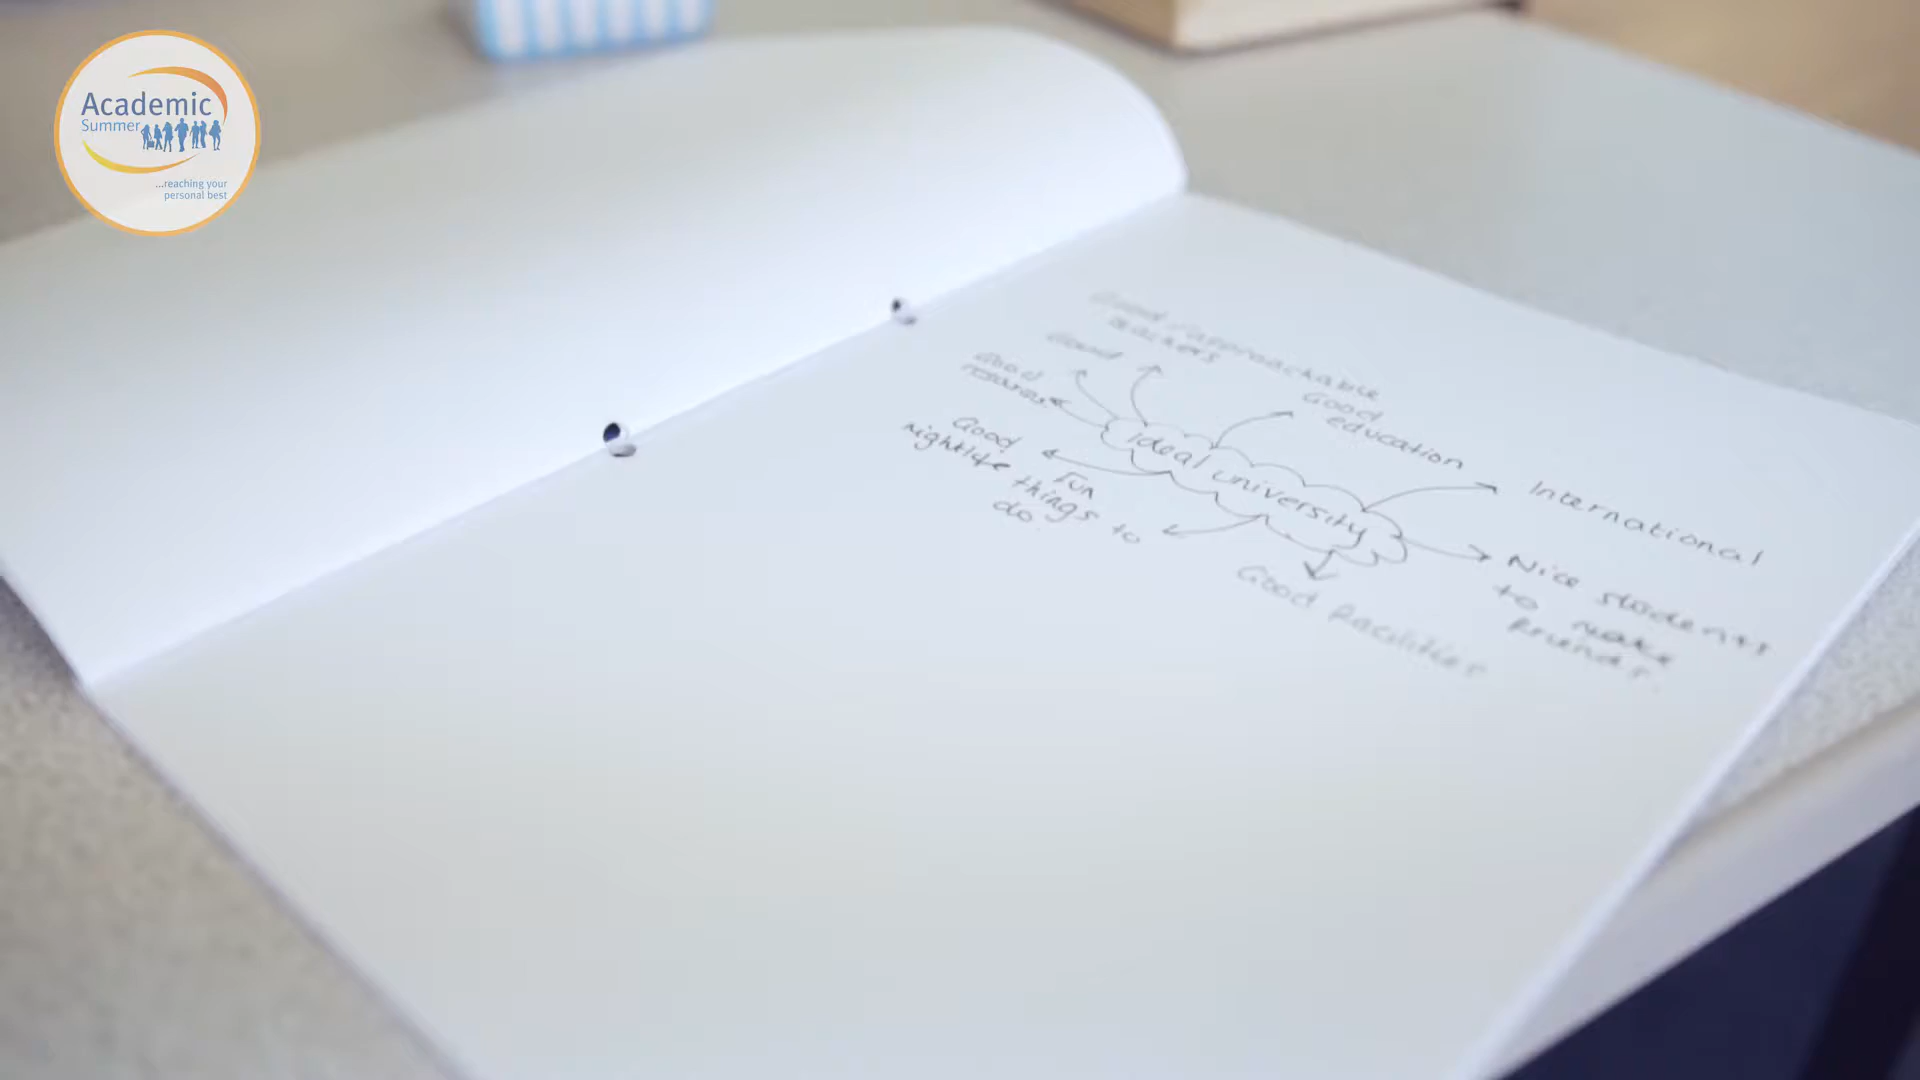 Academic
Summer
...reaching your
personal best
Good / approachable
teachers
Good
Good
resources
Good
education
ideal university
Good
nightlife
International
fun
things to
do.
Nice students
to make
friends.
Good facilities